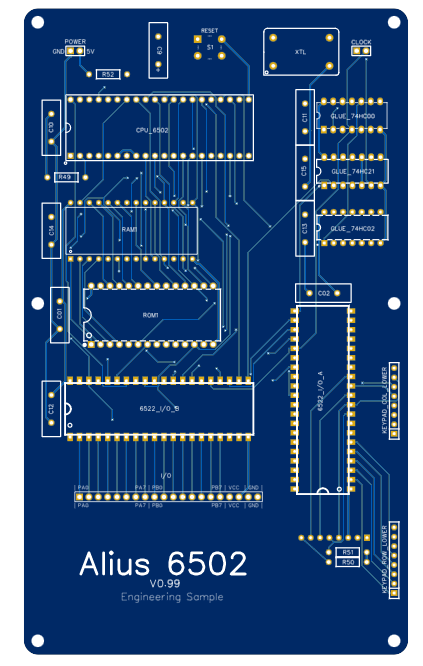 POWER
GND 5V
RESET
S1
C9
+
XTL
CLOCK
R52
C10
CPU_6502
C11
GLUE_74HC00
R49
C15
GLUE_74HC21
C14
RAM1
C13
GLUE_74HC02
C01
ROM1
C02
6522_I/O_A
KEYPAD_COL_LOWER
C12
6522_I/O_B
I/O
| PA0 PA7 | PB0 PB7 | VCC | GND |
| PA0 PA7 | PB0 PB7 | VCC | GND |
KEYPAD_ROW_LOWER
R51
R50
Alius 6502
V0.99
Engineering Sample